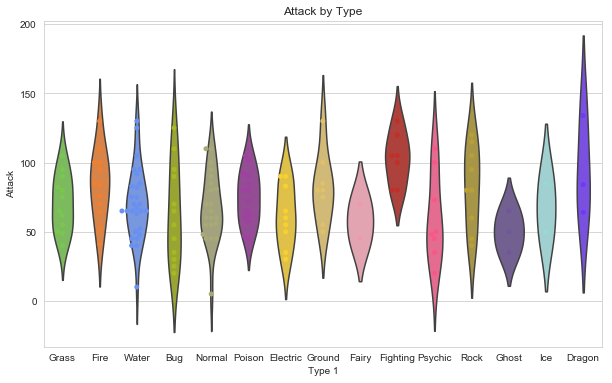 Attack by Type
200
150
100
50
0
Attack
Grass Fire Water Bug Normal Poison Electric Ground Fairy Fighting Psychic Rock Ghost Ice Dragon
Type 1